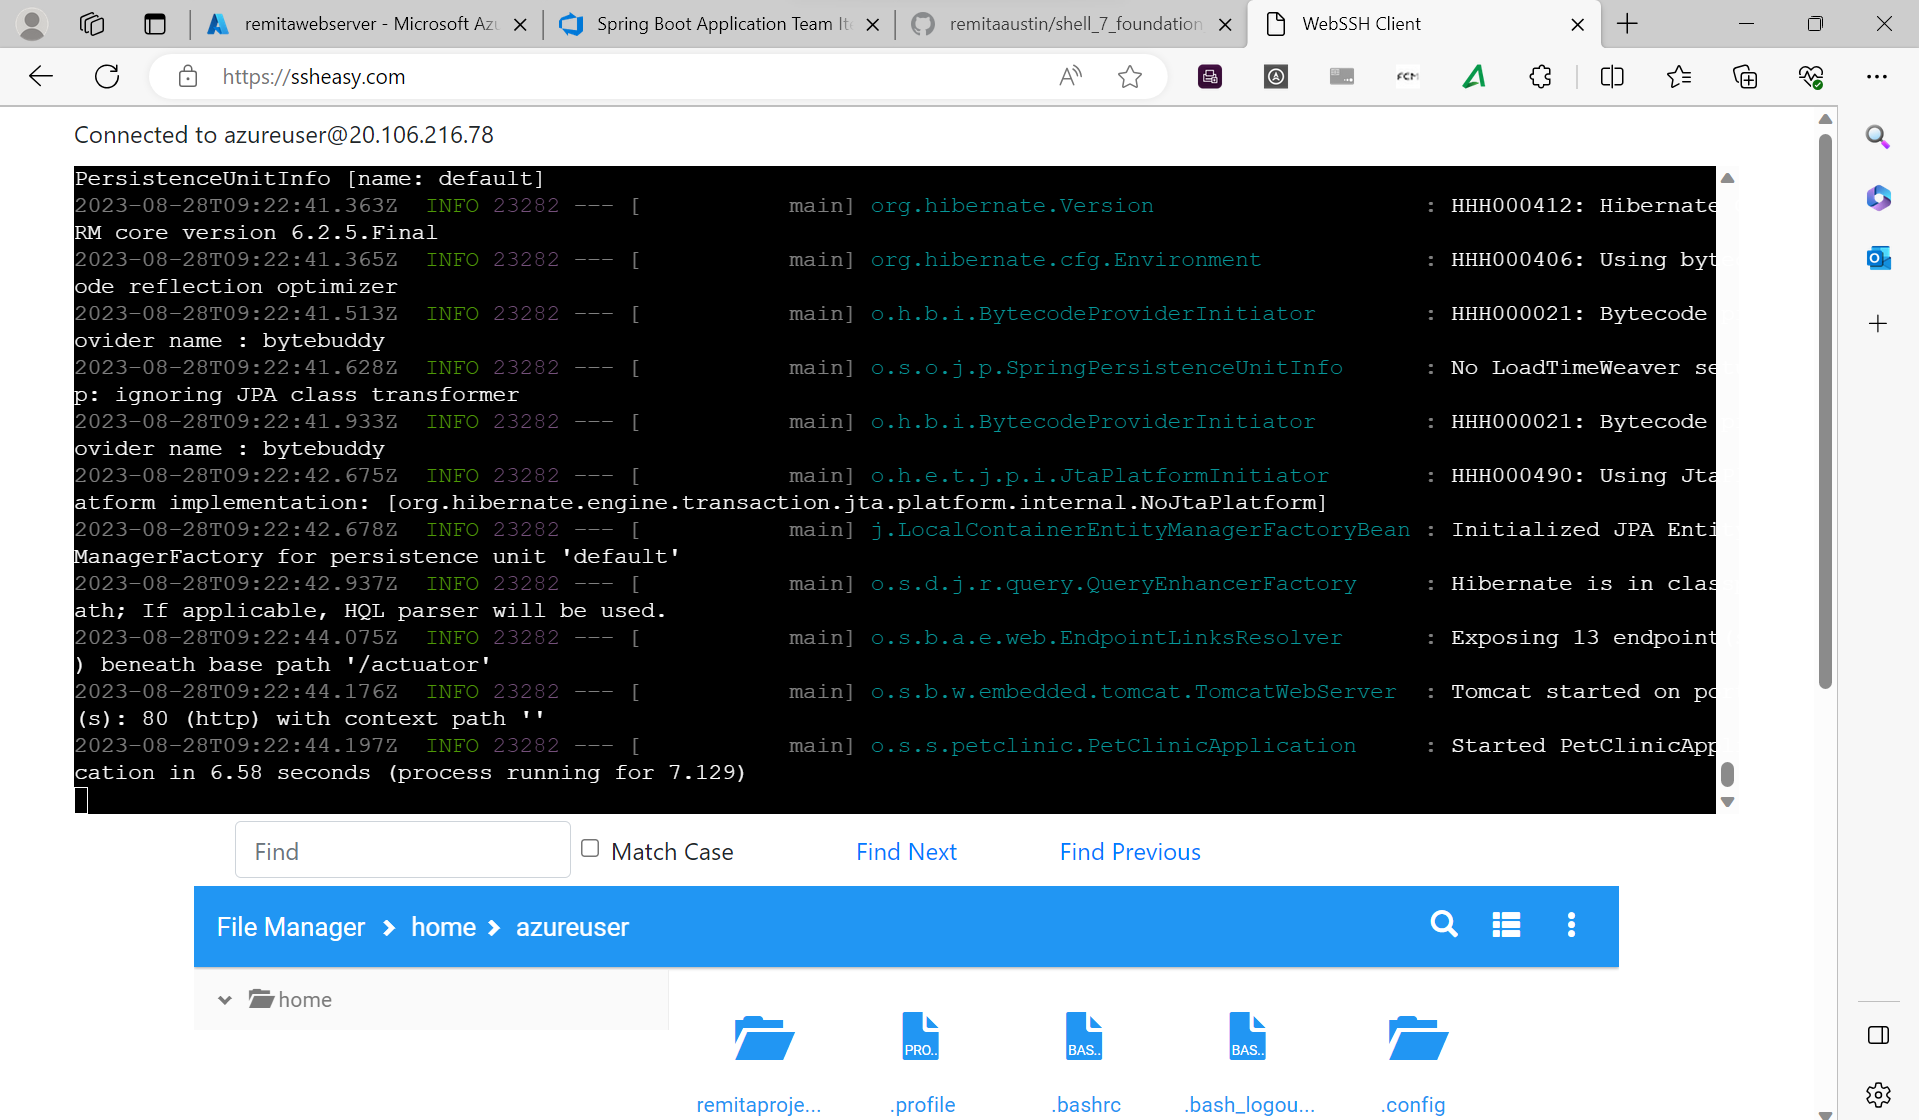 remitawebserver - Microsoft Azu
Spring Boot Application Team Ite
remitaaustin/shell_7_foundation
WebSSH Client
https://ssheasy.com
FCM
Connected to azureuser@20.106.216.78
PersistenceUnitInfo [name: default]
2023-08-28T09:22:41.363Z  INFO 23282 --- [           main] org.hibernate.Version                    : HHH000412: Hibernate
RM core version 6.2.5.Final
2023-08-28T09:22:41.365Z  INFO 23282 --- [           main] org.hibernate.cfg.Environment            : HHH000406: Using byt
ode reflection optimizer
2023-08-28T09:22:41.513Z  INFO 23282 --- [           main] o.h.b.i.BytecodeProviderInitiator        : HHH000021: Bytecode
ovider name : bytebuddy
2023-08-28T09:22:41.628Z  INFO 23282 --- [           main] o.s.o.j.p.SpringPersistenceUnitInfo      : No LoadTimeWeaver se
p: ignoring JPA class transformer
2023-08-28T09:22:41.933Z  INFO 23282 --- [           main] o.h.b.i.BytecodeProviderInitiator        : HHH000021: Bytecode
ovider name : bytebuddy
2023-08-28T09:22:42.675Z  INFO 23282 --- [           main] o.h.e.t.j.p.i.JtaPlatformInitiator       : HHH000490: Using Jta
atform implementation: [org.hibernate.engine.transaction.jta.platform.internal.NoJtaPlatform]
2023-08-28T09:22:42.678Z  INFO 23282 --- [           main] j.LocalContainerEntityManagerFactoryBean : Initialized JPA Enti
ManagerFactory for persistence unit 'default'
2023-08-28T09:22:42.937Z  INFO 23282 --- [           main] o.s.d.j.r.query.QueryEnhancerFactory     : Hibernate is in clas
ath; If applicable, HQL parser will be used.
2023-08-28T09:22:44.075Z  INFO 23282 --- [           main] o.s.b.a.e.web.EndpointLinksResolver      : Exposing 13 endpoint
) beneath base path '/actuator'
2023-08-28T09:22:44.176Z  INFO 23282 --- [           main] o.s.b.w.embedded.tomcat.TomcatWebServer  : Tomcat started on po
(s): 80 (http) with context path ''
2023-08-28T09:22:44.197Z  INFO 23282 --- [           main] o.s.s.petclinic.PetClinicApplication     : Started PetClinicApp
cation in 6.58 seconds (process running for 7.129)
Find
Match Case
Find Next
Find Previous
File Manager > home > azureuser
home
PRO..
BAS..
BAS..
remitaproje...
.profile
.bashrc
.bash_logou...
.config